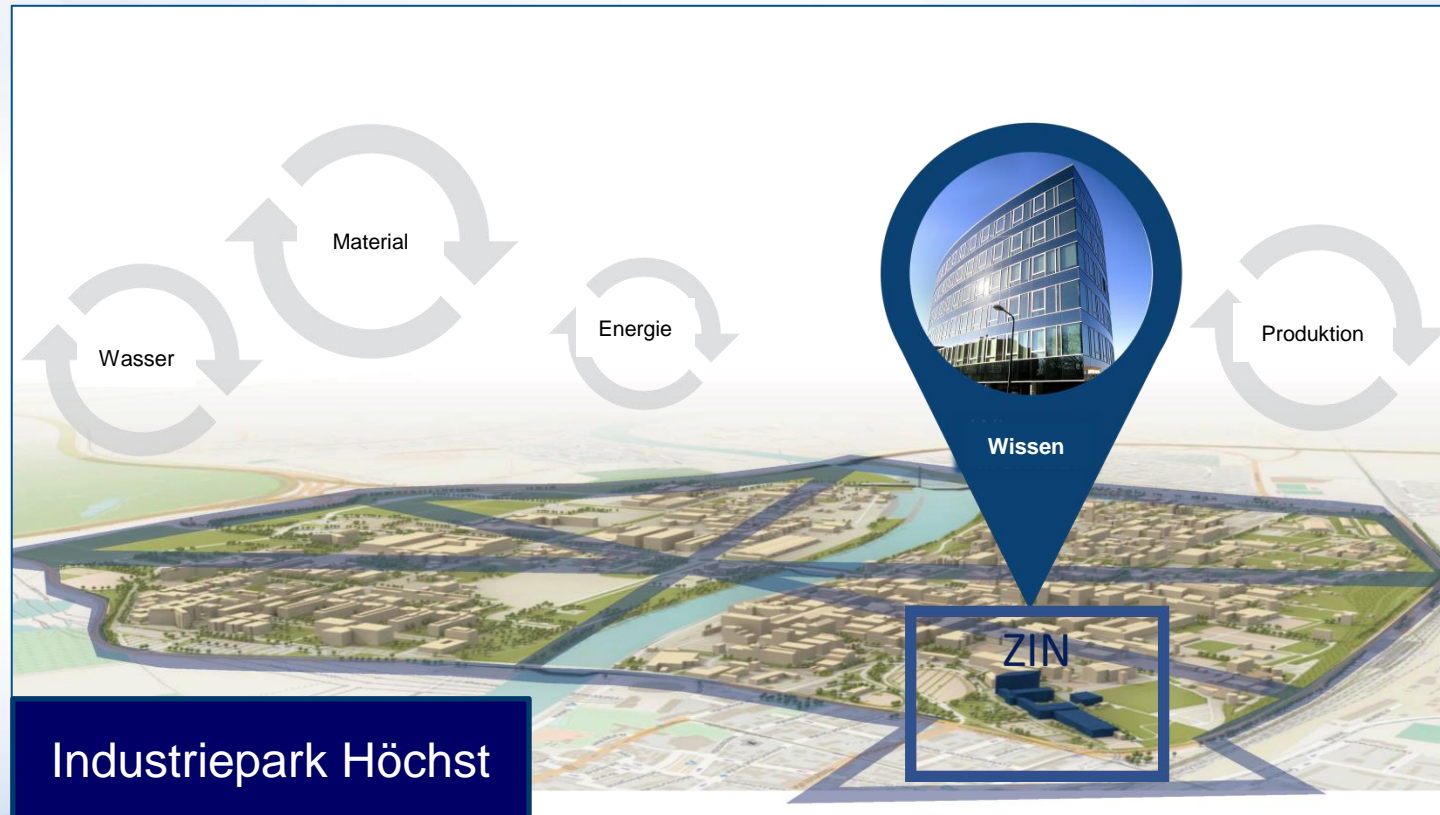 Material
Wasser
Energie
Produktion
Wissen
ZIN
Industriepark Höchst